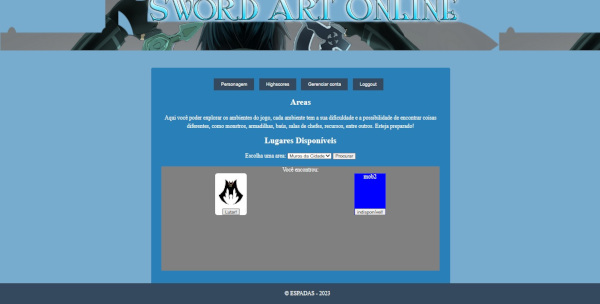 SWORD ART ONLINE
Personagem Highscores Gerenciar conta Loggout
Areas
Aqui você poder explorar os ambientes do jogo, cada ambiente tem a sua dificuldade e a possibilidade de encontrar coisas
diferentes, como monstros, armadilhas, baús, salas de chefes, recursos, entre outros. Esteja preparado!
Lugares Disponíveis
Escolha uma area: Muros da Cidade Procurar
Você encontrou:
mob2
Lutar! Indisponível!
© ESPADAS - 2023